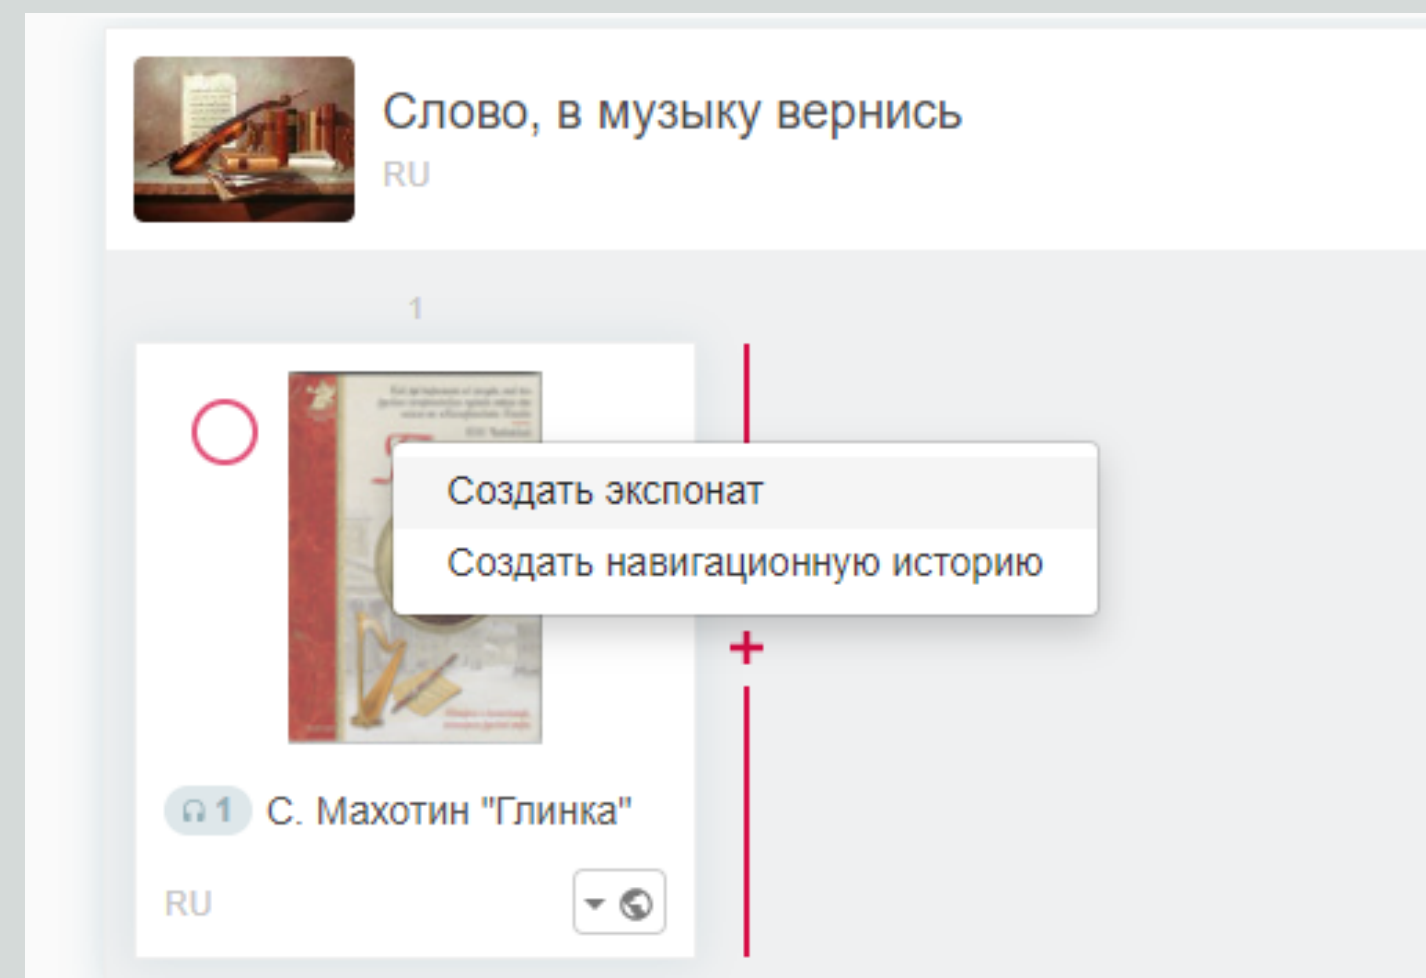 Слово, в музыку вернись
RU
1
Создать экспонат
Создать навигационную историю
1 С. Махотин "Глинка"
RU